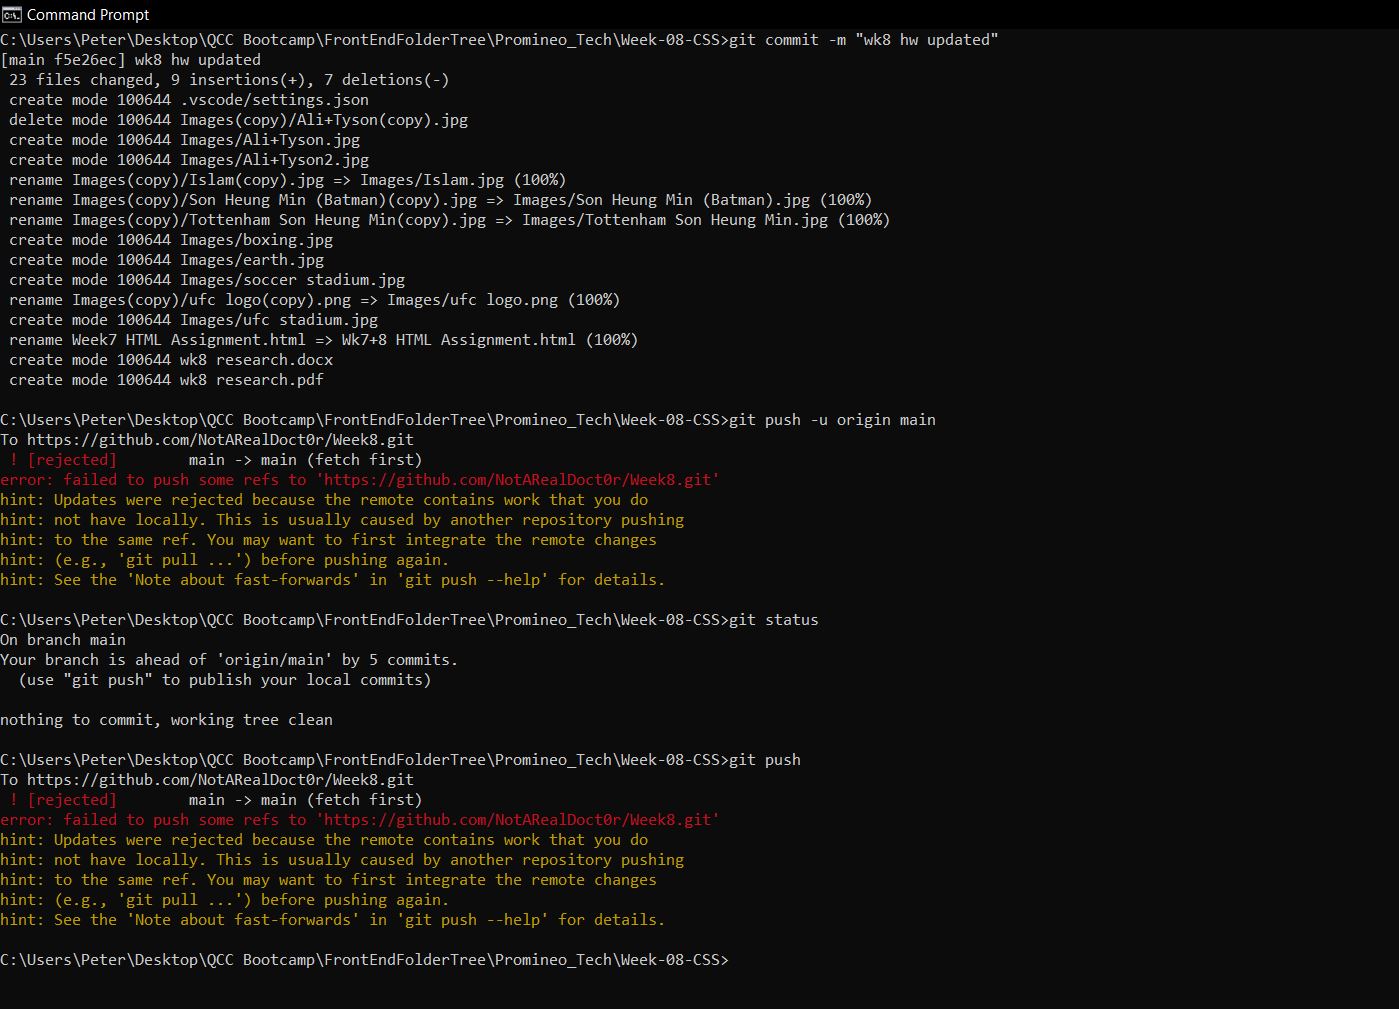 Command Prompt
C:\Users\Peter\Desktop\QCC Bootcamp\FrontEndFolderTree\Promineo_Tech\Week-08-CSS>git commit -m "wk8 hw updated"
[main f5e26ec] wk8 hw updated
 23 files changed, 9 insertions(+), 7 deletions(-)
 create mode 100644 .vscode/settings.json
 delete mode 100644 Images(copy)/Ali+Tyson(copy).jpg
 create mode 100644 Images/Ali+Tyson.jpg
 create mode 100644 Images/Ali+Tyson2.jpg
 rename Images(copy)/Islam(copy).jpg => Images/Islam.jpg (100%)
 rename Images(copy)/Son Heung Min (Batman)(copy).jpg => Images/Son Heung Min (Batman).jpg (100%)
 rename Images(copy)/Tottenham Son Heung Min(copy).jpg => Images/Tottenham Son Heung Min.jpg (100%)
 create mode 100644 Images/boxing.jpg
 create mode 100644 Images/earth.jpg
 create mode 100644 Images/soccer stadium.jpg
 rename Images(copy)/ufc logo(copy).png => Images/ufc logo.png (100%)
 create mode 100644 Images/ufc stadium.jpg
 rename Week7 HTML Assignment.html => Wk7+8 HTML Assignment.html (100%)
 create mode 100644 wk8 research.docx
 create mode 100644 wk8 research.pdf

C:\Users\Peter\Desktop\QCC Bootcamp\FrontEndFolderTree\Promineo_Tech\Week-08-CSS>git push -u origin main
To https://github.com/NotARealDoct0r/Week8.git
 ! [rejected]        main -> main (fetch first)
error: failed to push some refs to 'https://github.com/NotARealDoct0r/Week8.git'
hint: Updates were rejected because the remote contains work that you do
hint: not have locally. This is usually caused by another repository pushing
hint: to the same ref. You may want to first integrate the remote changes
hint: (e.g., 'git pull ...') before pushing again.
hint: See the 'Note about fast-forwards' in 'git push --help' for details.

C:\Users\Peter\Desktop\QCC Bootcamp\FrontEndFolderTree\Promineo_Tech\Week-08-CSS>git status
On branch main
Your branch is ahead of 'origin/main' by 5 commits.
  (use "git push" to publish your local commits)

nothing to commit, working tree clean

C:\Users\Peter\Desktop\QCC Bootcamp\FrontEndFolderTree\Promineo_Tech\Week-08-CSS>git push
To https://github.com/NotARealDoct0r/Week8.git
 ! [rejected]        main -> main (fetch first)
error: failed to push some refs to 'https://github.com/NotARealDoct0r/Week8.git'
hint: Updates were rejected because the remote contains work that you do
hint: not have locally. This is usually caused by another repository pushing
hint: to the same ref. You may want to first integrate the remote changes
hint: (e.g., 'git pull ...') before pushing again.
hint: See the 'Note about fast-forwards' in 'git push --help' for details.

C:\Users\Peter\Desktop\QCC Bootcamp\FrontEndFolderTree\Promineo_Tech\Week-08-CSS>